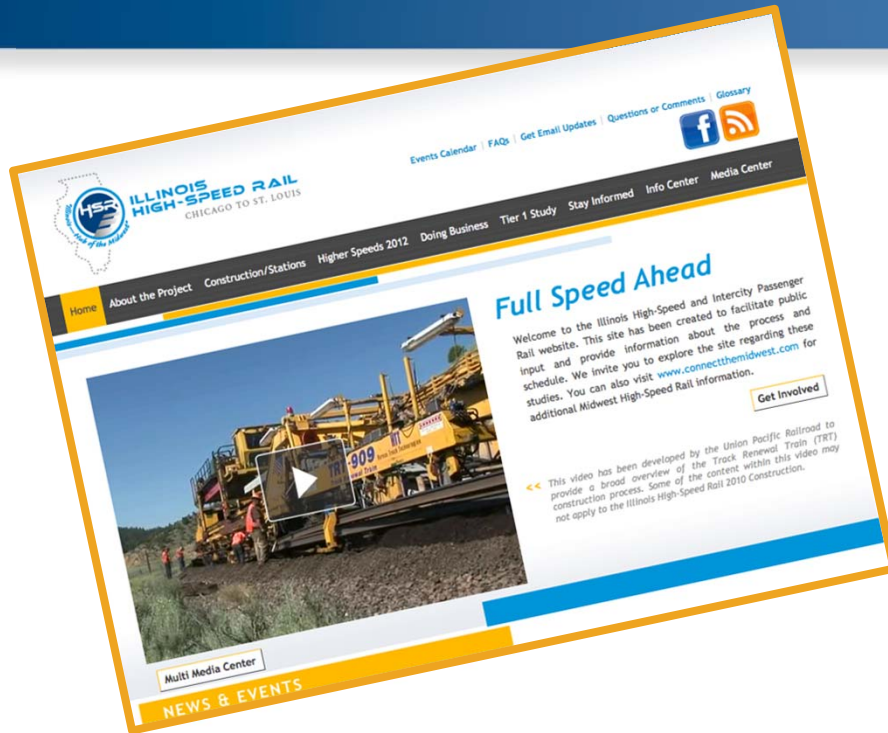 Events Calendar | FAQs | Get Email Updates | Questions or Comments | Glossary
f
HSR
Illinois—Hub of the Midwest
ILLINOIS
HIGH-SPEED RAIL
CHICAGO TO ST. LOUIS
Home About the Project Construction/Stations Higher Speeds 2012 Doing Business Tier 1 Study Stay Informed Info Center Media Center
Full Speed Ahead
Welcome to the Illinois High-Speed and Intercity Passenger
Rail website. This site has been created to facilitate public
input and provide information about the process and
schedule. We invite you to explore the site regarding these
studies. You can also visit www.connectthemidwest.com for
additional Midwest High-Speed Rail information.
Get Involved
<< This video has been developed by the Union Pacific Railroad to
provide a broad overview of the Track Renewal Train (TRT)
construction process. Some of the content within this video may
not apply to the Illinois High-Speed Rail 2010 Construction.
TRT-909
Multi Media Center
NEWS & EVENTS